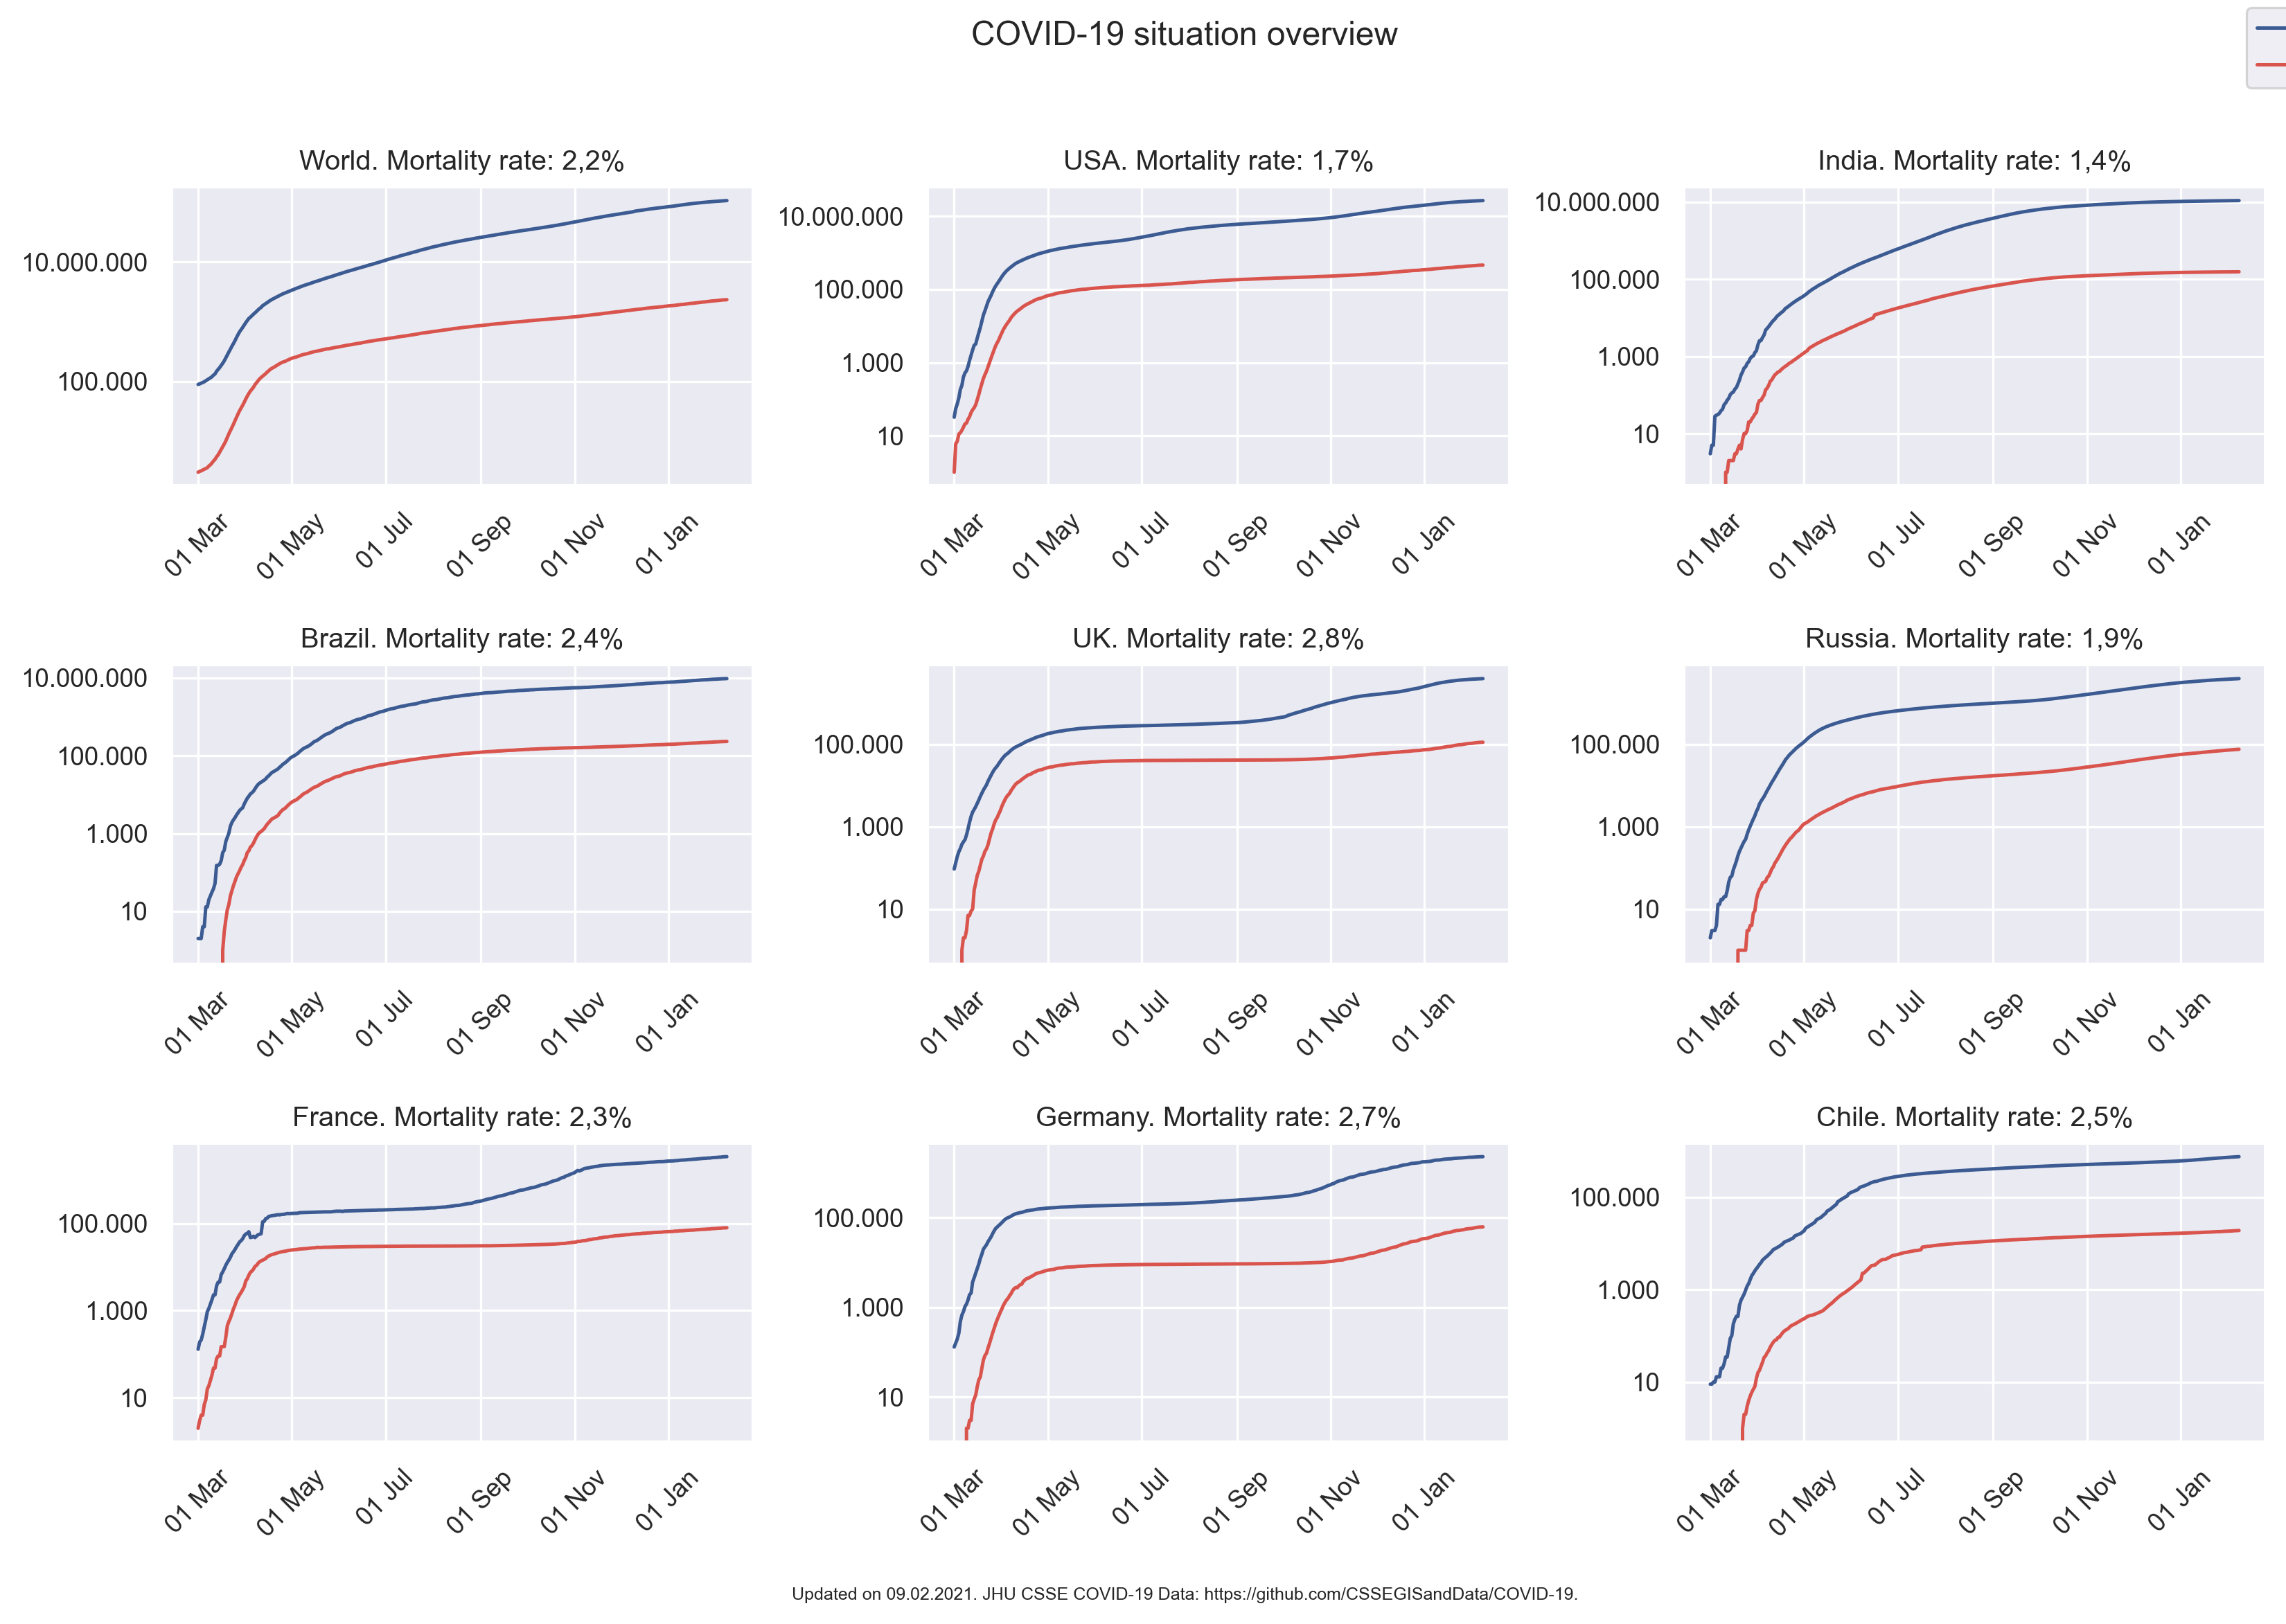 COVID-19 situation overview
World. Mortality rate: 2,2%
10.000.000
100.000
01 Mar
01 May
01 Jul
01 Sep
01 Nov
01 Jan
USA. Mortality rate: 1,7%
10.000.000
100.000
1.000
10
01 Mar
01 May
01 Jul
01 Sep
01 Nov
01 Jan
India. Mortality rate: 1,4%
10.000.000
100.000
1.000
10
01 Mar
01 May
01 Jul
01 Sep
01 Nov
01 Jan
Brazil. Mortality rate: 2,4%
10.000.000
100.000
1.000
10
01 Mar
01 May
01 Jul
01 Sep
01 Nov
01 Jan
UK. Mortality rate: 2,8%
100.000
1.000
10
01 Mar
01 May
01 Jul
01 Sep
01 Nov
01 Jan
Russia. Mortality rate: 1,9%
100.000
1.000
10
01 Mar
01 May
01 Jul
01 Sep
01 Nov
01 Jan
France. Mortality rate: 2,3%
100.000
1.000
10
01 Mar
01 May
01 Jul
01 Sep
01 Nov
01 Jan
Germany. Mortality rate: 2,7%
100.000
1.000
10
01 Mar
01 May
01 Jul
01 Sep
01 Nov
01 Jan
Chile. Mortality rate: 2,5%
100.000
1.000
10
01 Mar
01 May
01 Jul
01 Sep
01 Nov
01 Jan
Updated on 09.02.2021. JHU CSSE COVID-19 Data: https://github.com/CSSEGISandData/COVID-19.